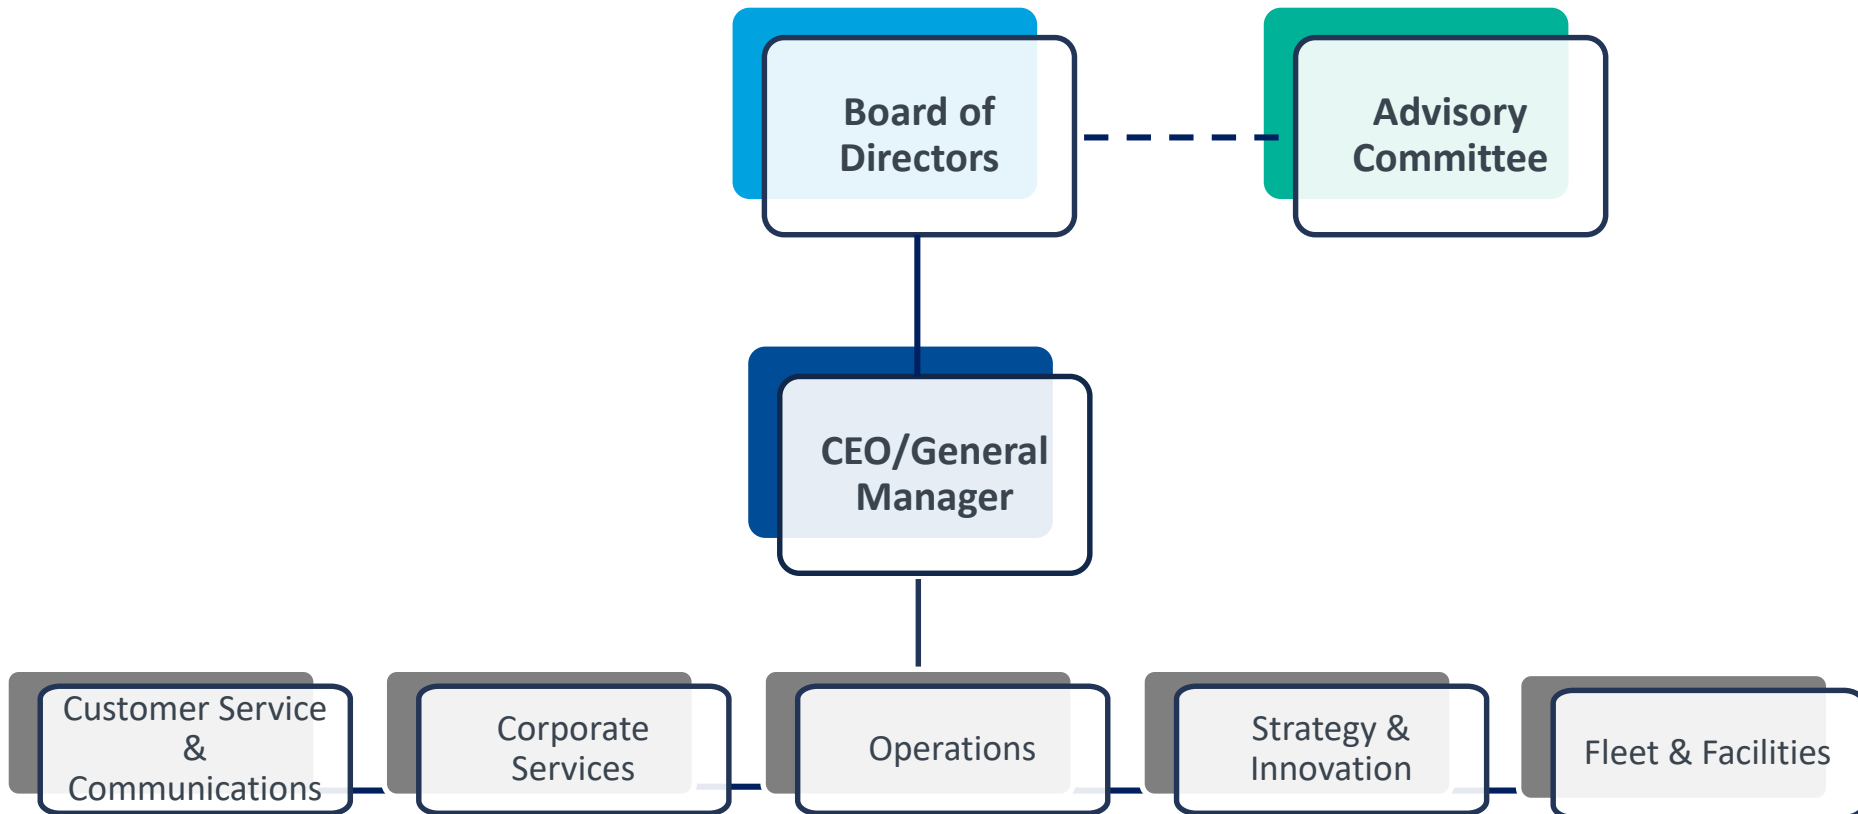 Board of
Directors
Advisory
Committee
CEO/General
Manager
Customer Service
&
Communications
Corporate
Services
Operations
Strategy &
Innovation
Fleet & Facilities